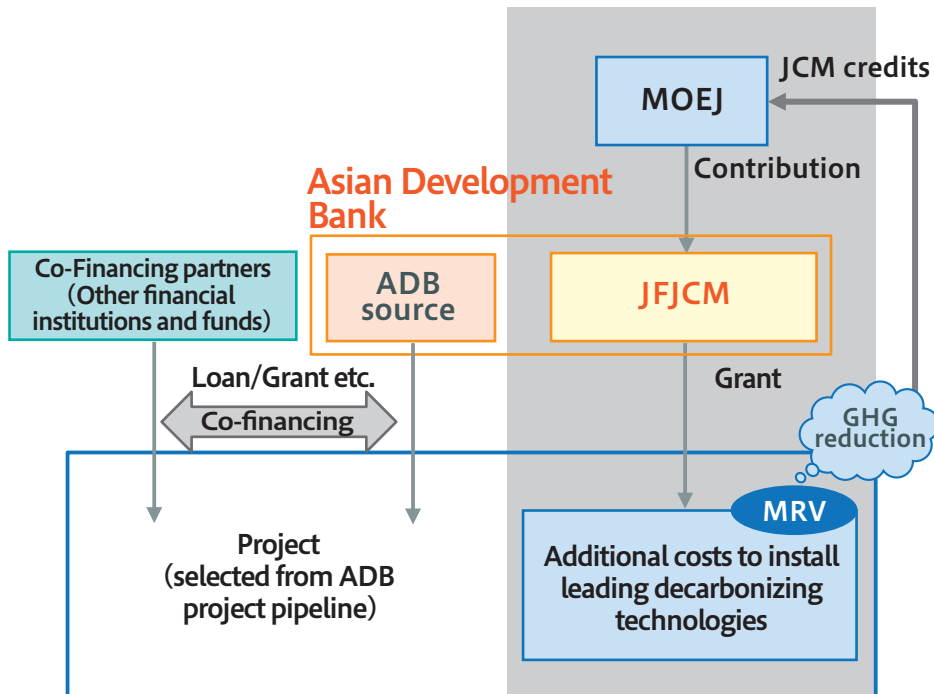 JCM credits
MOEJ
Contribution
Asian Development
Bank
Co-Financing partners
(Other financial
institutions and funds)
ADB
source
JFJCM
Loan/Grant etc.
Co-financing
Grant
GHG
reduction
MRV
Project
(selected from ADB
project pipeline)
Additional costs to install
leading decarbonizing
technologies